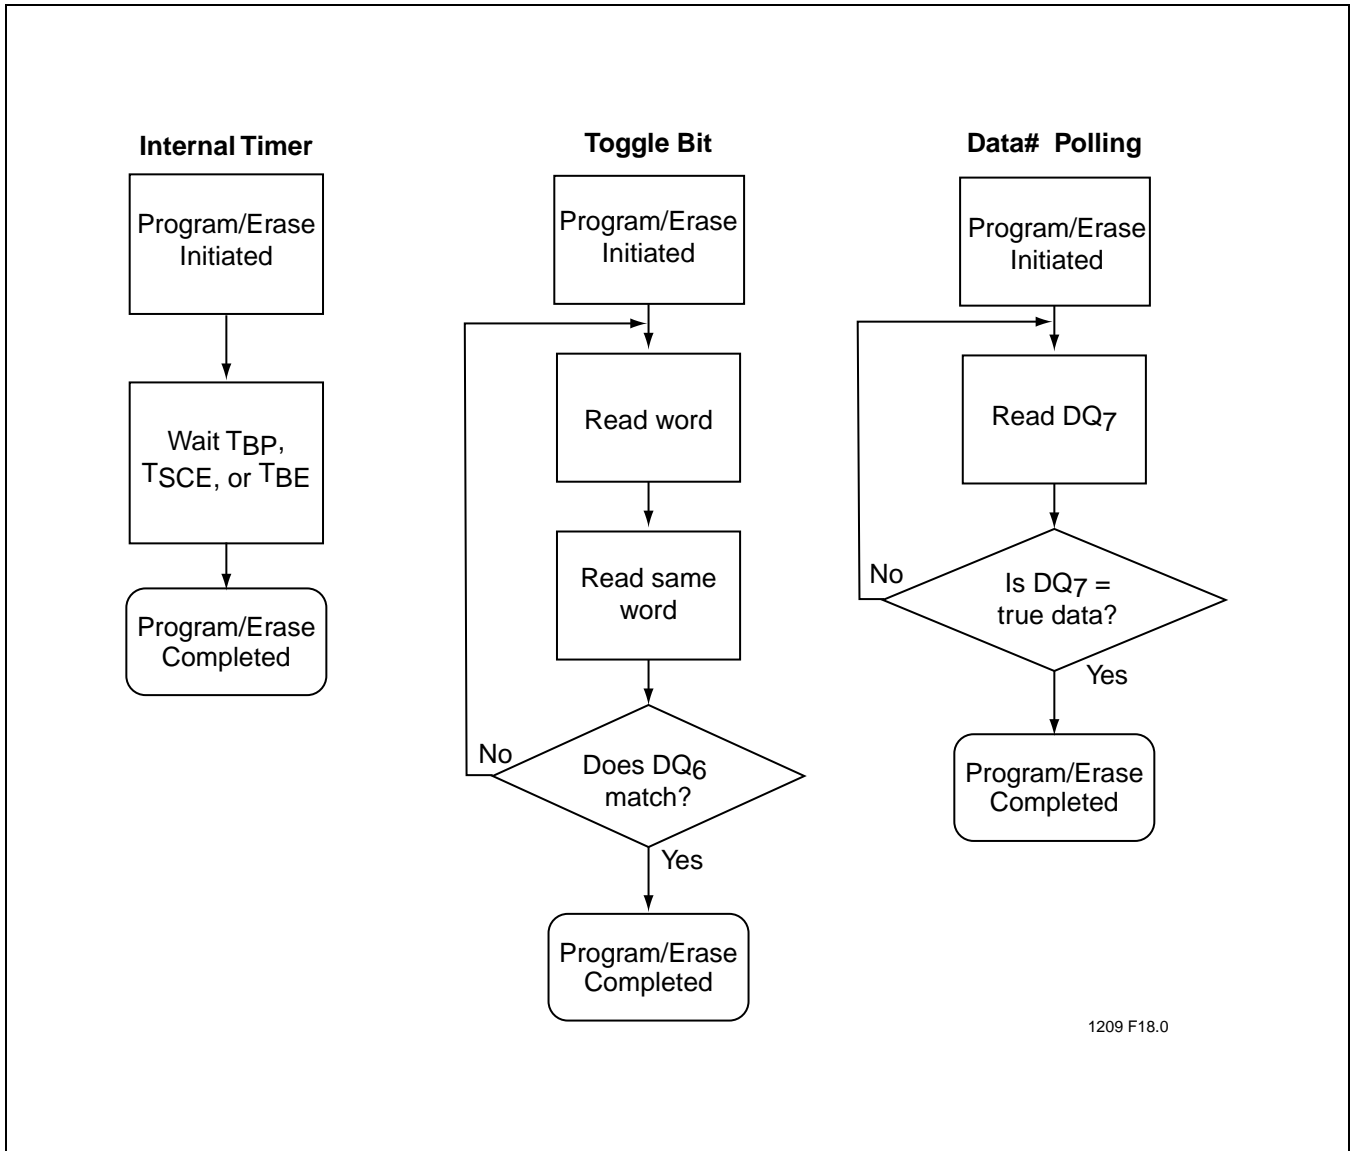 Internal Timer
Program/Erase
Initiated
Wait TBP,
TSCE, or TBE
Program/Erase
Completed
Toggle Bit
Program/Erase
Initiated
Read word
Read same
word
Does DQ6
match?
No
Yes
Program/Erase
Completed
Data# Polling
Program/Erase
Initiated
Read DQ7
Is DQ7 =
true data?
No
Yes
Program/Erase
Completed
1209 F18.0